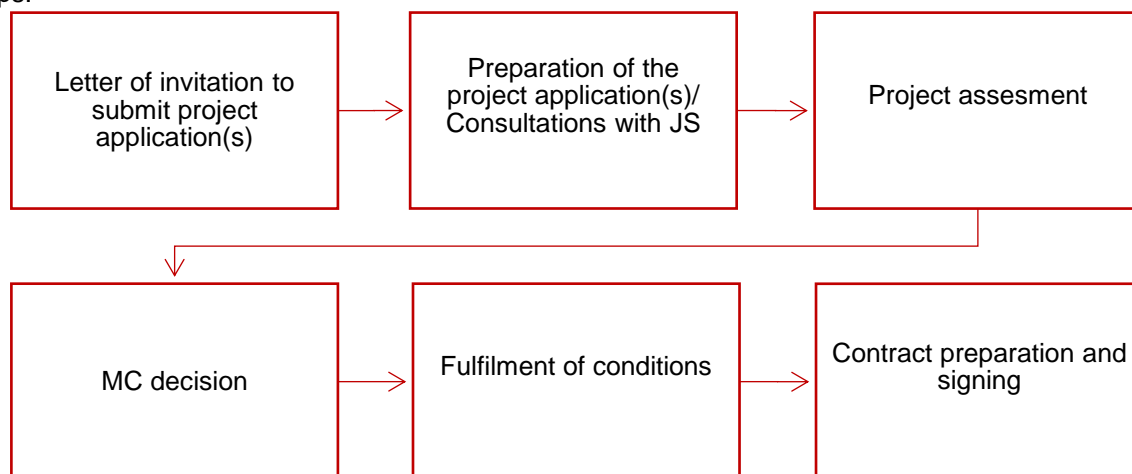 Letter of invitation to
submit project
application(s)
Preparation of the
project application(s)/
Consultations with JS
Project assesment
MC decision
Fulfilment of conditions
Contract preparation and
signing